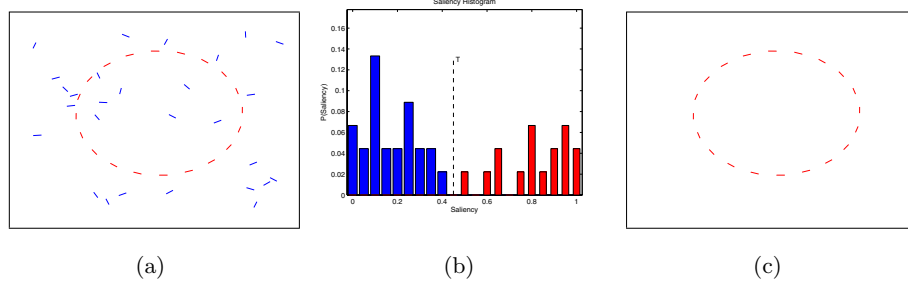 Saliency Histogram
0.16
0.14
0.12
0.1
0.08
0.06
0.04
0.02
0
P(Saliency)
T
0 0.2 0.4 0.6 0.8 1
Saliency
(a) (b) (c)